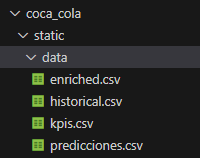 coca_cola
static
data
enriched.csv
historical.csv
kpis.csv
predicciones.csv